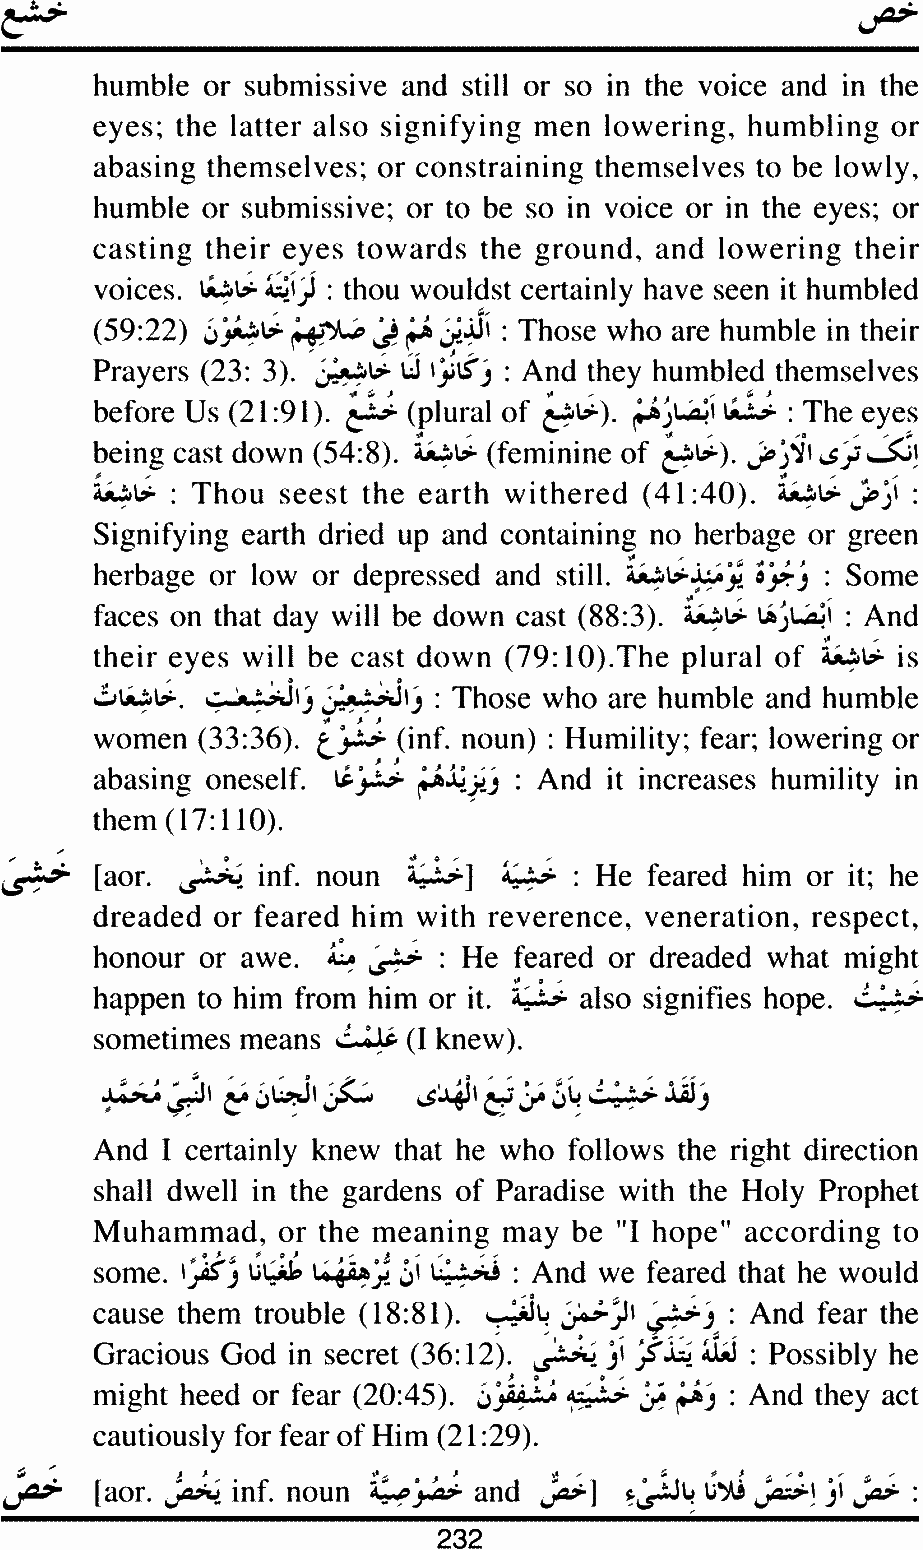 خشع خص
humble or submissive and still or so in the voice and in the
eyes; the latter also signifying men lowering, humbling or
abasing themselves; or constraining themselves to be lowly,
humble or submissive; or to be so in voice or in the eyes; or
casting their eyes towards the ground, and lowering their
voices. لَرَاَيْتَهٗ خَاشِعًا : thou wouldst certainly have seen it humbled
(59:22) الَّذِيْنَ هُمْ فِيْ صَلَاتِهِمْ خَاشِعُوْنَ : Those who are humble in their
Prayers (23: 3). وَكَانُوْا لَنَا خَاشِعِيْنَ : And they humbled themselves
before Us (21:91). خُشَّعٌ (plural of خَاشِعٌ). خُشَّعًا اَبْصَارُهُمْ : The eyes
being cast down (54:8). خَاشِعَةٌ (feminine of خَاشِعٌ). اِنَّكَ تَرَى الْاَرْضَ
خَاشِعَةً : Thou seest the earth withered (41:40). اَرْضٌ خَاشِعَةٌ :
Signifying earth dried up and containing no herbage or green
herbage or low or depressed and still. وُجُوْهٌ يَّوْمَئِذٍ خَاشِعَةٌ : Some
faces on that day will be down cast (88:3). اَبْصَارُهَا خَاشِعَةٌ : And
their eyes will be cast down (79:10).The plural of خَاشِعَةٌ is
خَاشِعَاتٌ. وَالْخٰشِعِيْنَ وَالْخٰشِعٰتِ : Those who are humble and humble
women (33:36). خُشُوْعٌ (inf. noun) : Humility; fear; lowering or
abasing oneself. وَيَزِيْدُهُمْ خُشُوْعًا : And it increases humility in
them (17:110).
خَشِيَ [aor. يَخْشٰى inf. noun خَشْيَةٌ] خَشِيَهٗ : He feared him or it; he
dreaded or feared him with reverence, veneration, respect,
honour or awe. خَشِيَ مِنْهُ : He feared or dreaded what might
happen to him from him or it. خَشْيَةٌ also signifies hope. خَشِيْتُ
sometimes means عَلِمْتُ (I knew).
وَلَقَدْ خَشِيْتُ بِاَنَّ مَنْ تَبِعَ الْهُدٰى سَكَنَ الْجِنَانَ مَعَ النَّبِيِّ مُحَمَّدٍ
And I certainly knew that he who follows the right direction
shall dwell in the gardens of Paradise with the Holy Prophet
Muhammad, or the meaning may be "I hope" according to
some. فَخَشِيْنَا اَنْ يُّرْهِقَهُمَا طُغْيَانًا وَّكُفْرًا : And we feared that he would
cause them trouble (18:81). وَخَشِيَ الرَّحْمٰنَ بِالْغَيْبِ : And fear the
Gracious God in secret (36:12). لَعَلَّهٗ يَتَذَكَّرُ اَوْ يَخْشٰى : Possibly he
might heed or fear (20:45). وَهُمْ مِّنْ خَشْيَتِهٖ مُشْفِقُوْنَ : And they act
cautiously for fear of Him (21:29).
خَصَّ [aor. يَخُصُّ inf. noun خُصُوْصِيَّةٌ and خَصٌّ] خَصَّ اَوْ اِخْتَصَّ فُلَانًا بِالشَّيْءِ :
232